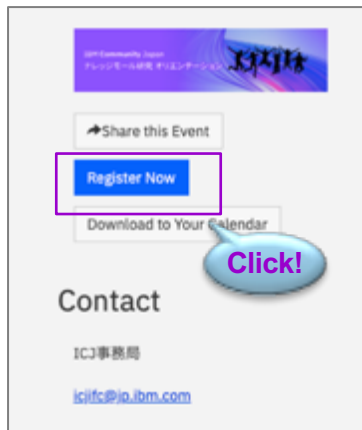 IBM Community Japan
ナレッジモール研究 オリエンテーション
Share this Event
Register Now
Download to Your Calendar
Click!
Contact
ICJ事務局
icjifc@jp.ibm.com